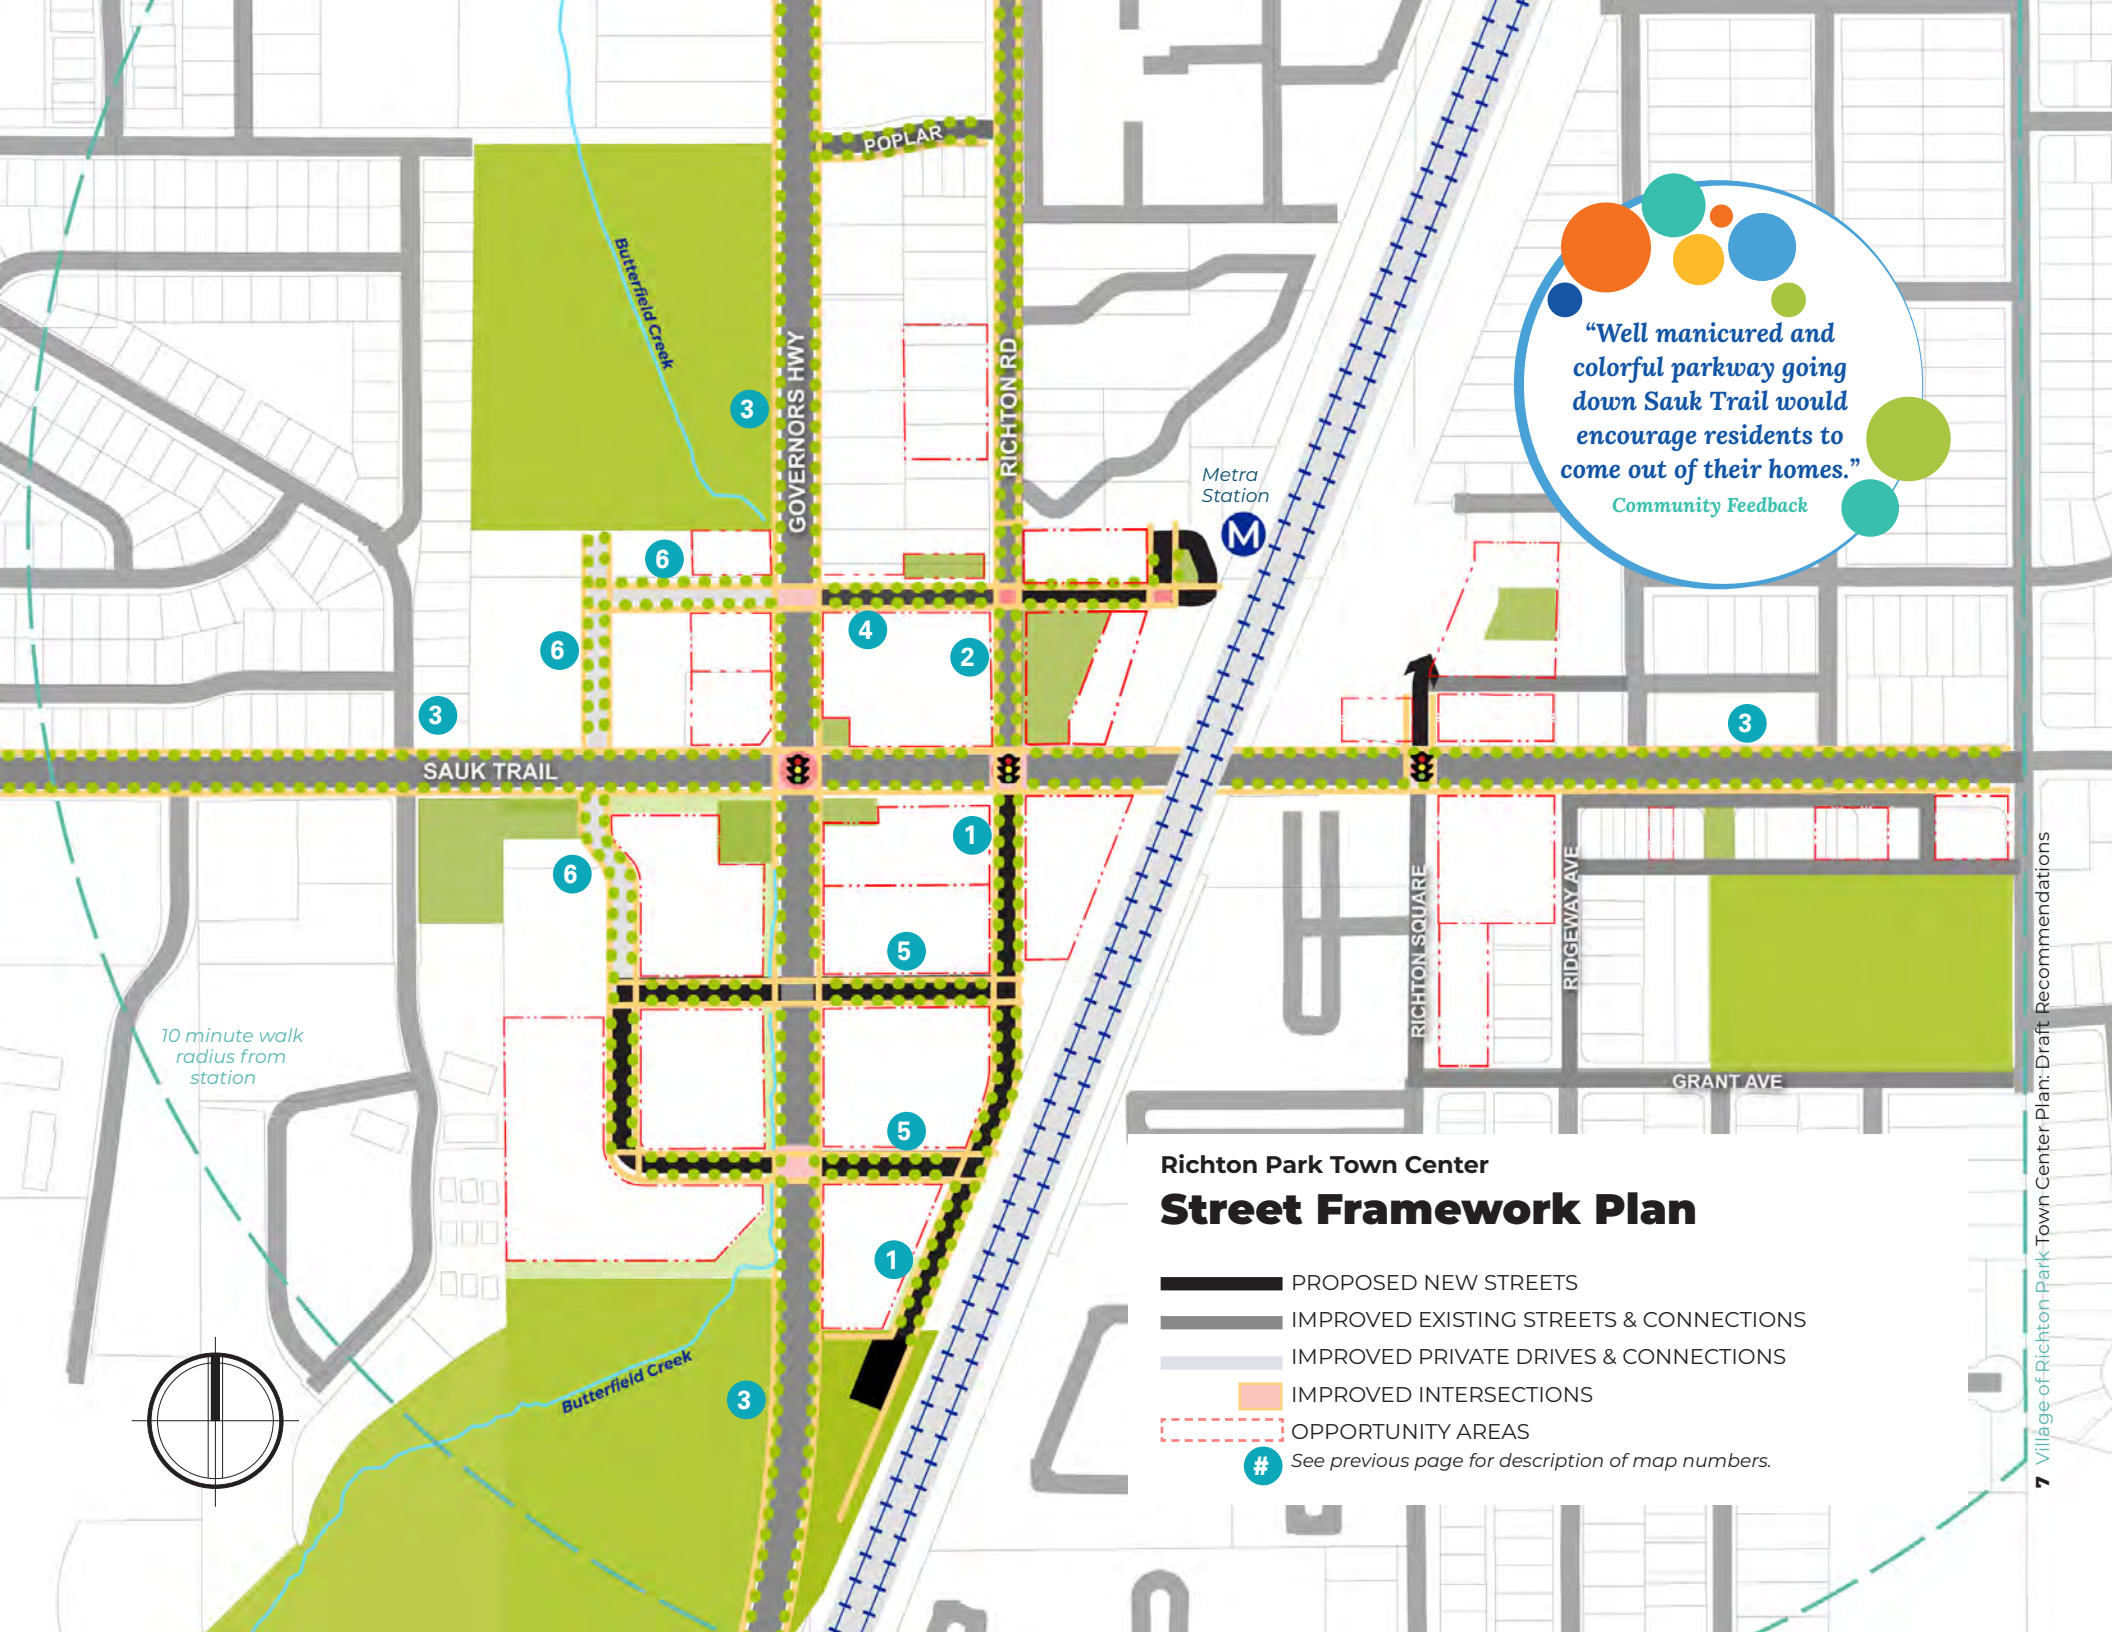 POPLAR
Butterfield Creek
GOVERNORS HWY
RICHTON RD
3
Metra
Station
M
“Well manicured and
colorful parkway going
down Sauk Trail would
encourage residents to
come out of their homes.”
Community Feedback
6
4
2
6
3
3
SAUK TRAIL
1
6
5
RICHTON SQUARE
RIDGEWAY AVE
10 minute walk
radius from
station
GRANT AVE
5
1
Butterfield Creek
3
Richton Park Town Center
Street Framework Plan
PROPOSED NEW STREETS
IMPROVED EXISTING STREETS & CONNECTIONS
IMPROVED PRIVATE DRIVES & CONNECTIONS
IMPROVED INTERSECTIONS
OPPORTUNITY AREAS
# See previous page for description of map numbers.
7 Village of Richton Park Town Center Plan: Draft Recommendations